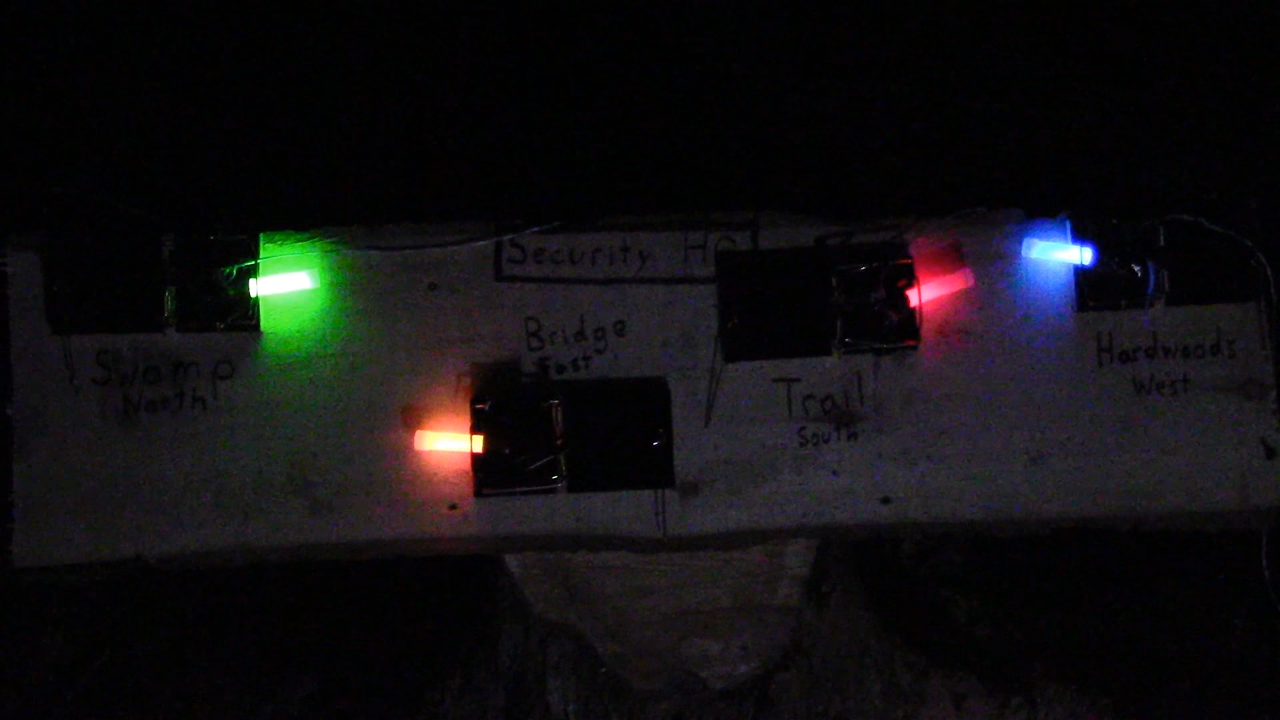 Security HQ
Bridge
East
Swamp
North
Trail
South
Hardwoods
West